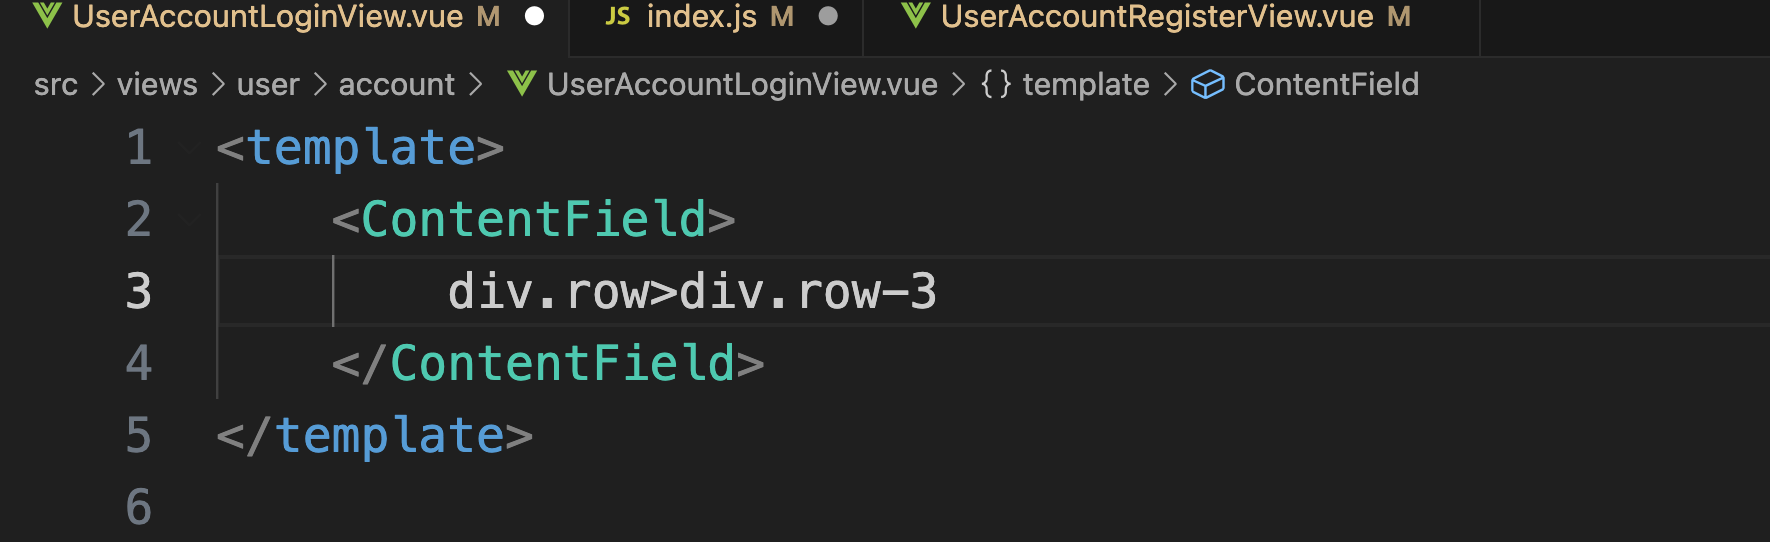 UserAccountLoginView.vue M JS index.js M UserAccountRegisterView.vue M
src > views > user > account > UserAccountLoginView.vue > {} template > ContentField
1 <template>
2 <ContentField>
3 div.row>div.row-3
4 </ContentField>
5 </template>
6